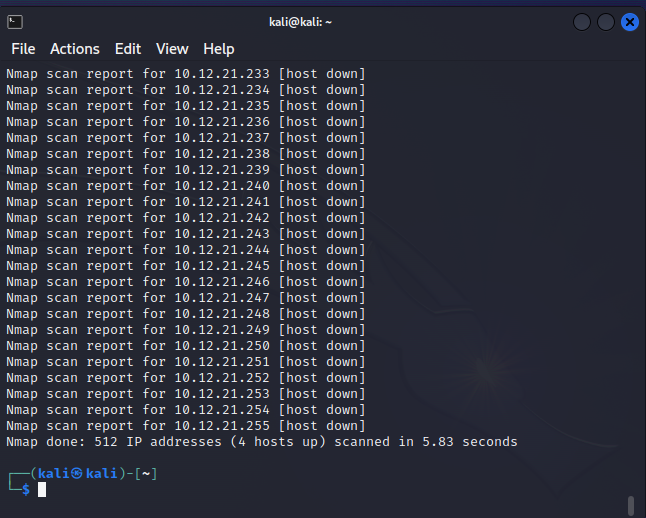 kali@kali: ~
File Actions Edit View Help
Nmap scan report for 10.12.21.233 [host down]
Nmap scan report for 10.12.21.234 [host down]
Nmap scan report for 10.12.21.235 [host down]
Nmap scan report for 10.12.21.236 [host down]
Nmap scan report for 10.12.21.237 [host down]
Nmap scan report for 10.12.21.238 [host down]
Nmap scan report for 10.12.21.239 [host down]
Nmap scan report for 10.12.21.240 [host down]
Nmap scan report for 10.12.21.241 [host down]
Nmap scan report for 10.12.21.242 [host down]
Nmap scan report for 10.12.21.243 [host down]
Nmap scan report for 10.12.21.244 [host down]
Nmap scan report for 10.12.21.245 [host down]
Nmap scan report for 10.12.21.246 [host down]
Nmap scan report for 10.12.21.247 [host down]
Nmap scan report for 10.12.21.248 [host down]
Nmap scan report for 10.12.21.249 [host down]
Nmap scan report for 10.12.21.250 [host down]
Nmap scan report for 10.12.21.251 [host down]
Nmap scan report for 10.12.21.252 [host down]
Nmap scan report for 10.12.21.253 [host down]
Nmap scan report for 10.12.21.254 [host down]
Nmap scan report for 10.12.21.255 [host down]
Nmap done: 512 IP addresses (4 hosts up) scanned in 5.83 seconds
┌──(kali㉿kali)-[~]
└─$